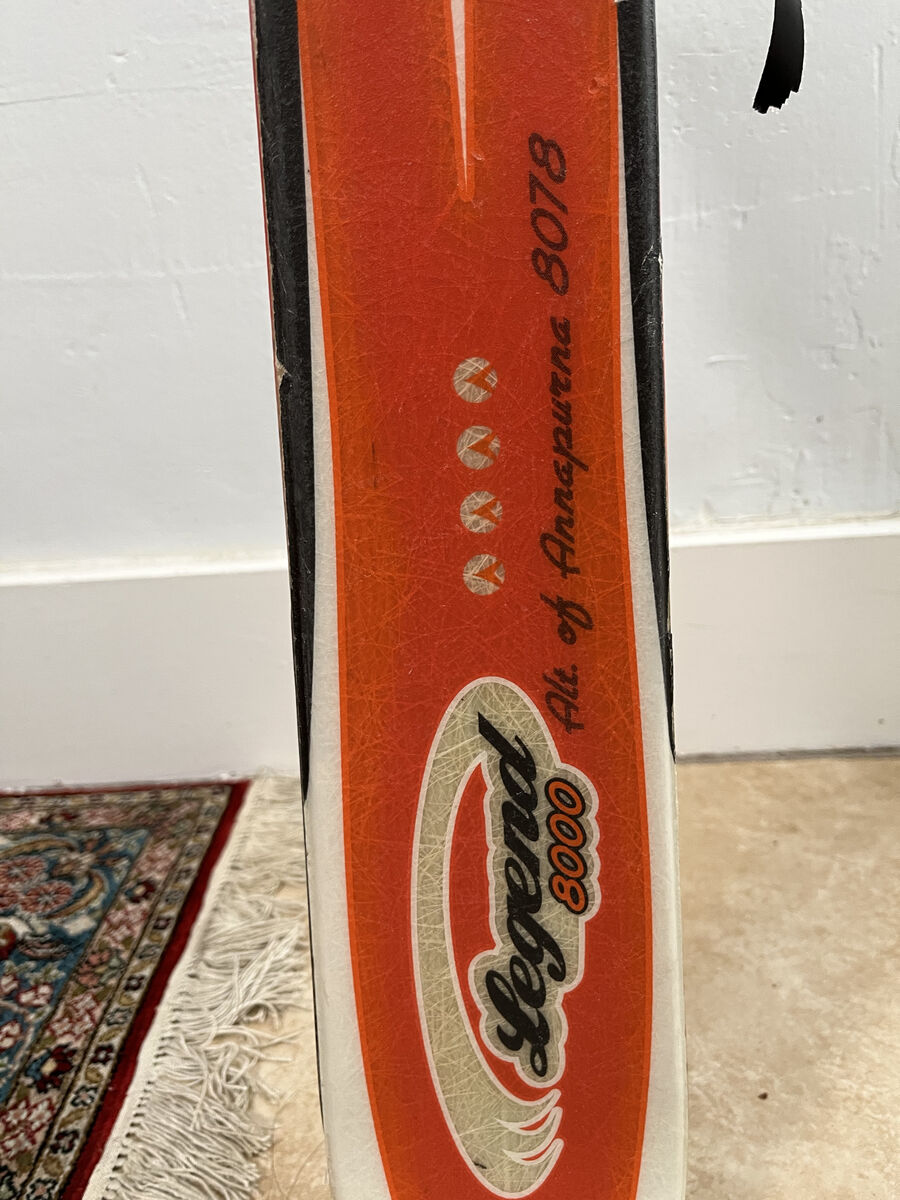 Alt. of Annapurna 8078
Legend
8000